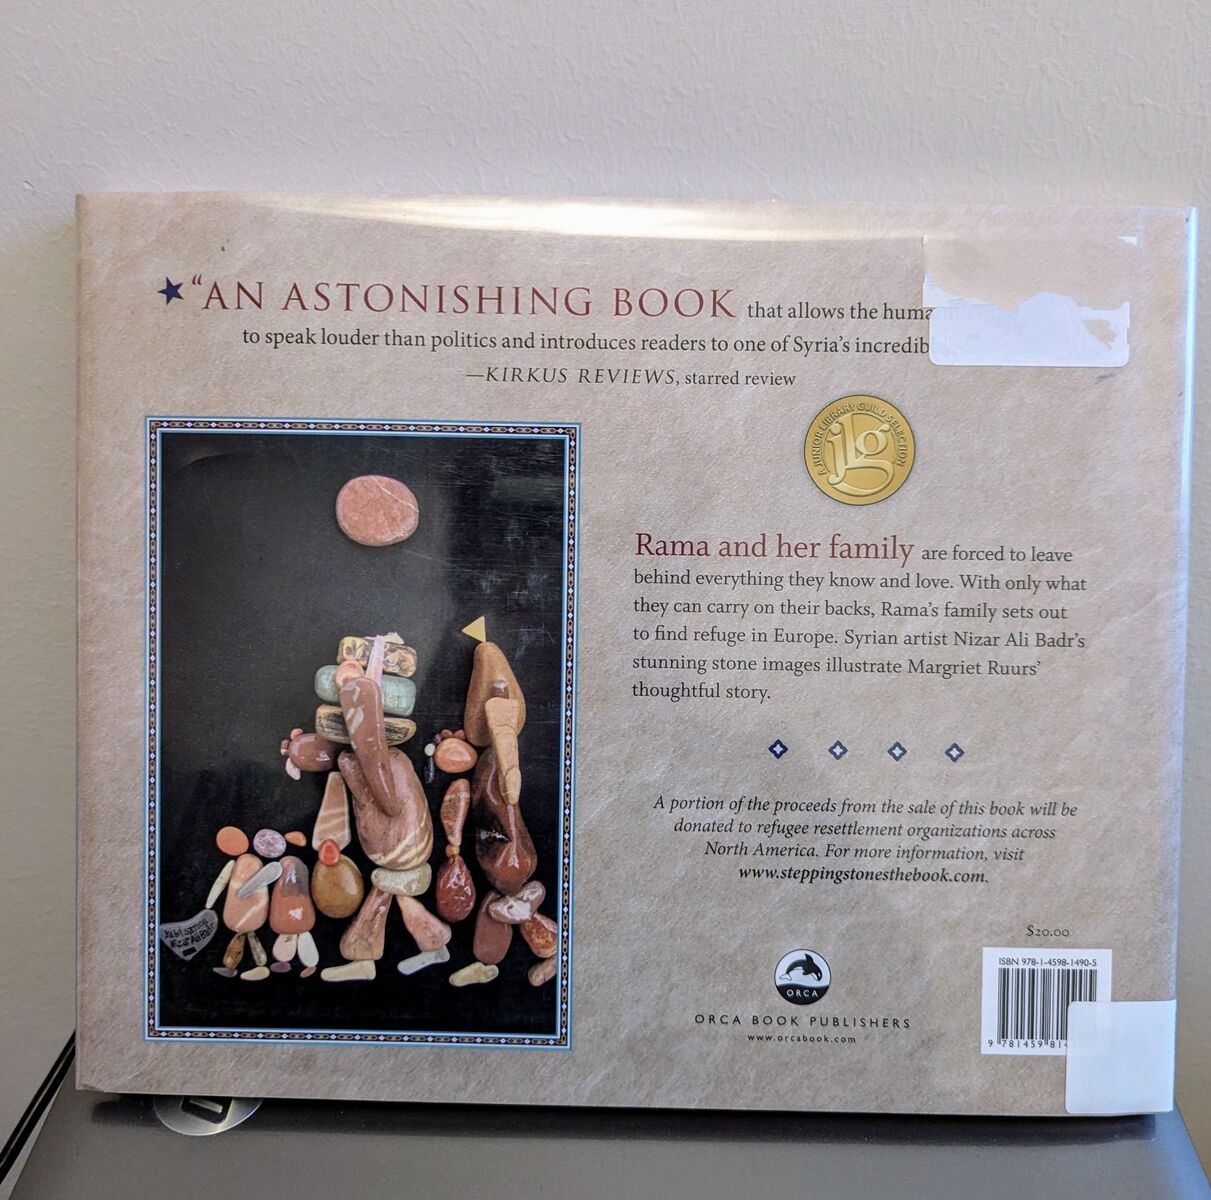 “AN ASTONISHING BOOK that allows the huma
to speak louder than politics and introduces readers to one of Syria’s incredib
—KIRKUS REVIEWS, starred review
A JUNIOR LIBRARY GUILD SELECTION
jlg
Rama and her family are forced to leave
behind everything they know and love. With only what
they can carry on their backs, Rama’s family sets out
to find refuge in Europe. Syrian artist Nizar Ali Badr’s
stunning stone images illustrate Margriet Ruurs’
thoughtful story.
Nizar Ali Badr
A portion of the proceeds from the sale of this book will be
donated to refugee resettlement organizations across
North America. For more information, visit
www.steppingstonesthebook.com.
$20.00
ISBN 978-1-4598-1490-5
9 781459 81
ORCA
ORCA BOOK PUBLISHERS
www.orcabook.com